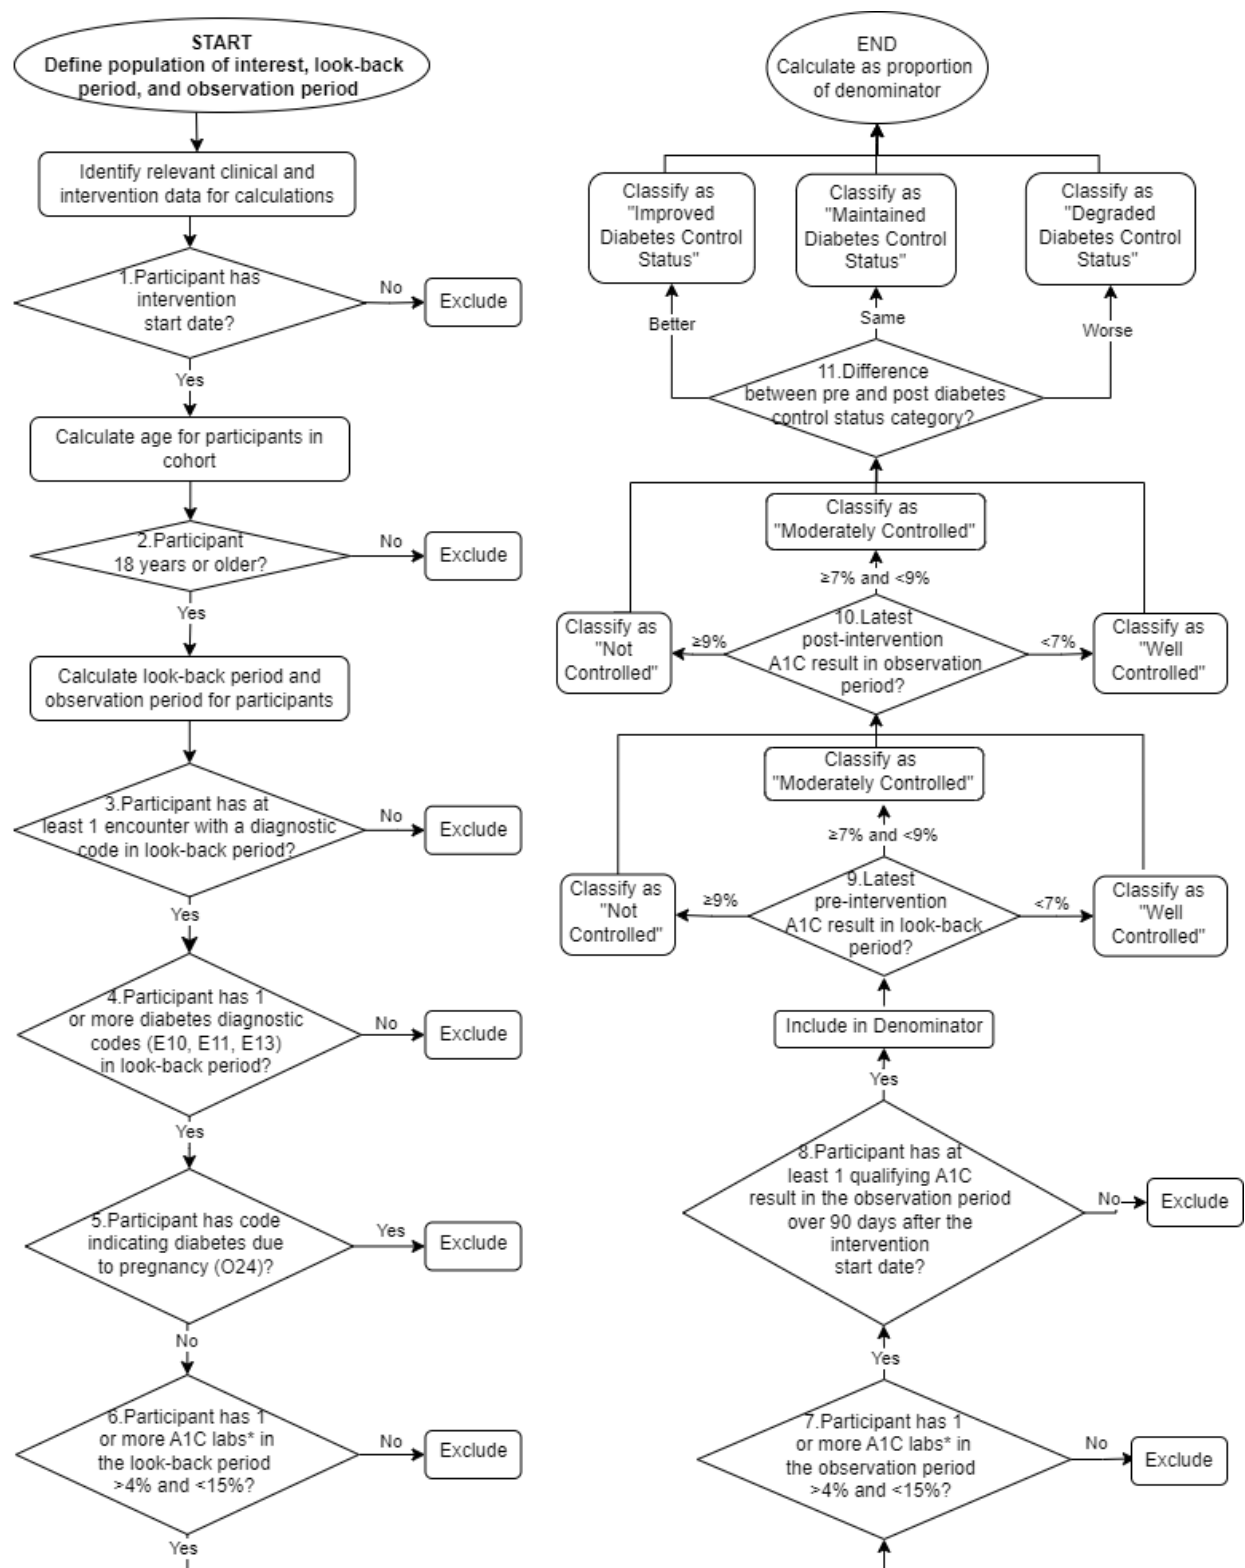 START
Define population of interest, look-back
period, and observation period
Identify relevant clinical and
intervention data for calculations
1.Participant has
intervention
start date?
No
Exclude
Yes
Calculate age for participants in
cohort
2.Participant
18 years or older?
No
Exclude
Yes
Calculate look-back period and
observation period for participants
3.Participant has at
least 1 encounter with a diagnostic
code in look-back period?
No
Exclude
Yes
4.Participant has 1
or more diabetes diagnostic
codes (E10, E11, E13)
in look-back period?
No
Exclude
Yes
5.Participant has code
indicating diabetes due
to pregnancy (O24)?
Yes
Exclude
No
6.Participant has 1
or more A1C labs* in
the look-back period
>4% and <15%?
No
Exclude
Yes
7.Participant has 1
or more A1C labs* in
the observation period
>4% and <15%?
No
Exclude
Yes
8.Participant has at
least 1 qualifying A1C
result in the observation period
over 90 days after the
intervention
start date?
No
Exclude
Yes
Include in Denominator
9.Latest
pre-intervention
A1C result in look-back
period?
≥9%
Classify as
"Not
Controlled"
≥7% and <9%
Classify as
"Moderately Controlled"
<7%
Classify as
"Well
Controlled"
10.Latest
post-intervention
A1C result in observation
period?
≥9%
Classify as
"Not
Controlled"
≥7% and <9%
Classify as
"Moderately Controlled"
<7%
Classify as
"Well
Controlled"
11.Difference
between pre and post diabetes
control status category?
Better
Classify as
"Improved
Diabetes Control
Status"
Same
Classify as
"Maintained
Diabetes Control
Status"
Worse
Classify as
"Degraded
Diabetes Control
Status"
END
Calculate as proportion
of denominator